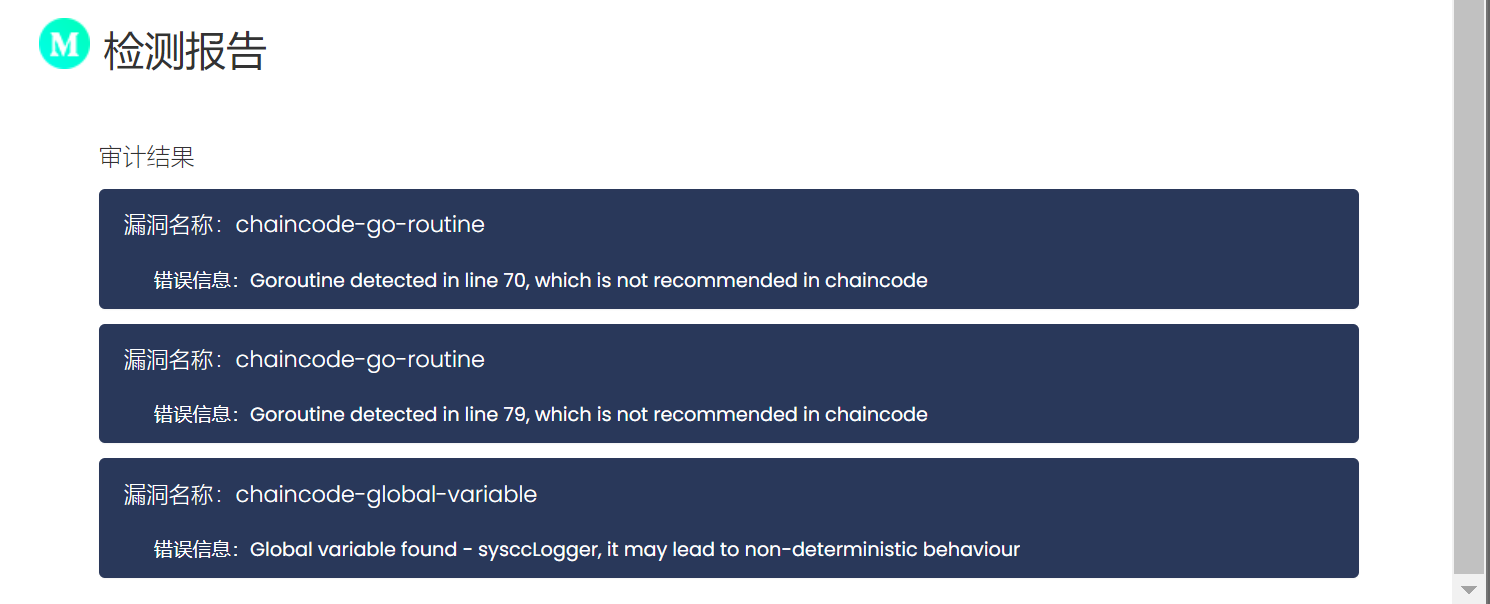 M 检测报告
审计结果
漏洞名称：chaincode-go-routine
错误信息：Goroutine detected in line 70, which is not recommended in chaincode
漏洞名称：chaincode-go-routine
错误信息：Goroutine detected in line 79, which is not recommended in chaincode
漏洞名称：chaincode-global-variable
错误信息：Global variable found - sysccLogger, it may lead to non-deterministic behaviour